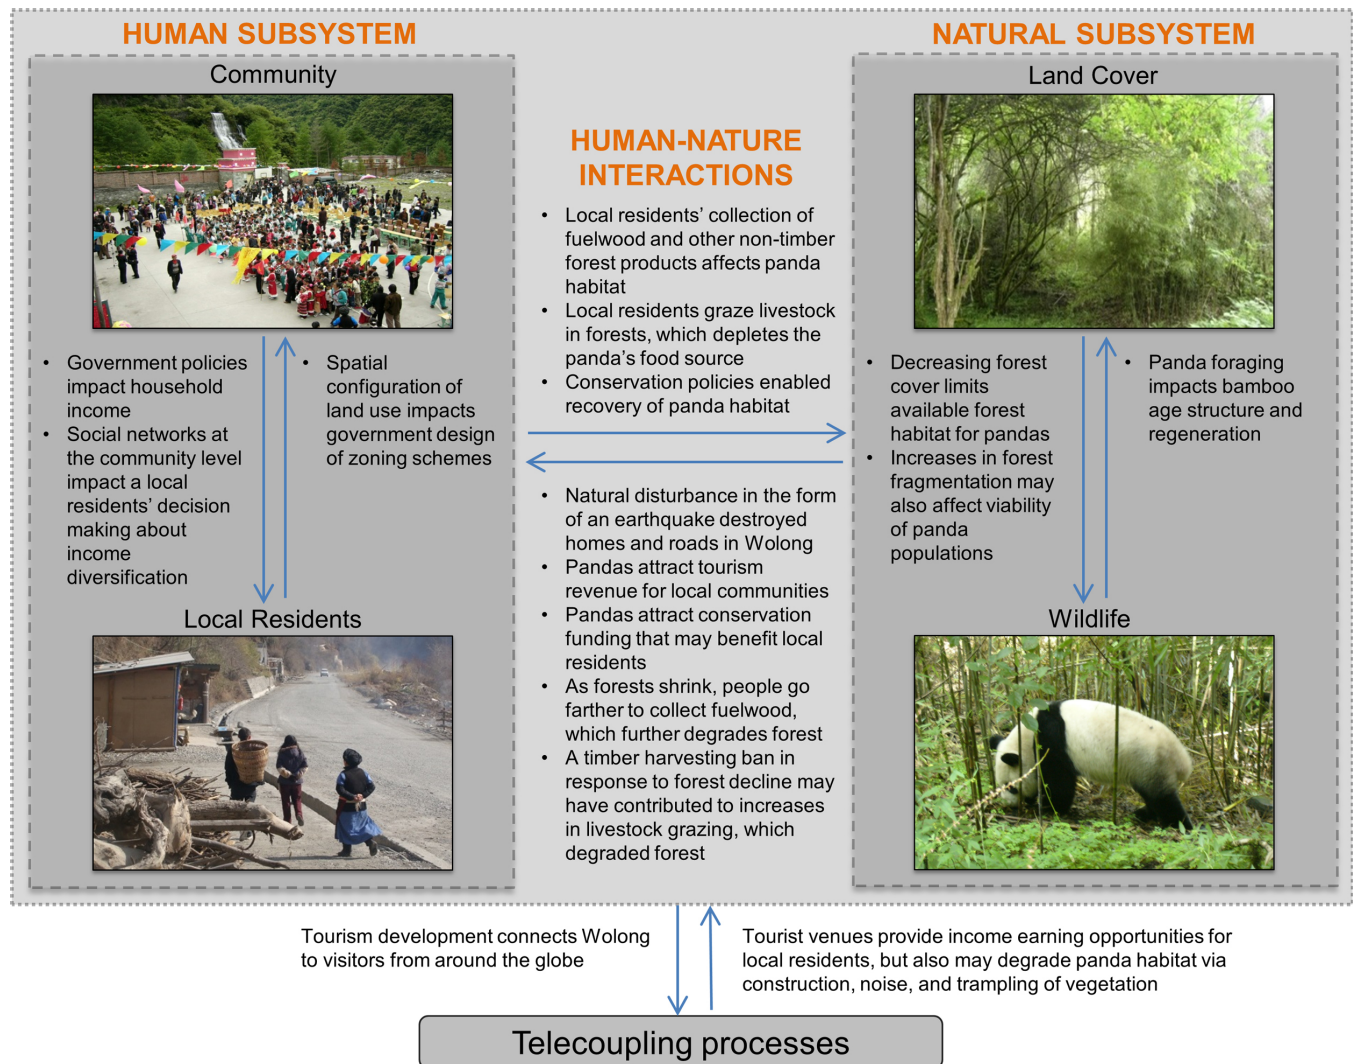 HUMAN SUBSYSTEM
Community
• Government policies
impact household
income
• Social networks at
the community level
impact a local
residents’ decision
making about
income
diversification
• Spatial
configuration of
land use impacts
government design
of zoning schemes
Local Residents
HUMAN-NATURE
INTERACTIONS
• Local residents’ collection of
fuelwood and other non-timber
forest products affects panda
habitat
• Local residents graze livestock
in forests, which depletes the
panda’s food source
• Conservation policies enabled
recovery of panda habitat
• Natural disturbance in the form
of an earthquake destroyed
homes and roads in Wolong
• Pandas attract tourism
revenue for local communities
• Pandas attract conservation
funding that may benefit local
residents
• As forests shrink, people go
farther to collect fuelwood,
which further degrades forest
• A timber harvesting ban in
response to forest decline may
have contributed to increases
in livestock grazing, which
degraded forest
NATURAL SUBSYSTEM
Land Cover
• Decreasing forest
cover limits
available forest
habitat for pandas
• Increases in forest
fragmentation may
also affect viability
of panda
populations
• Panda foraging
impacts bamboo
age structure and
regeneration
Wildlife
Tourism development connects Wolong
to visitors from around the globe
Tourist venues provide income earning opportunities for
local residents, but also may degrade panda habitat via
construction, noise, and trampling of vegetation
Telecoupling processes